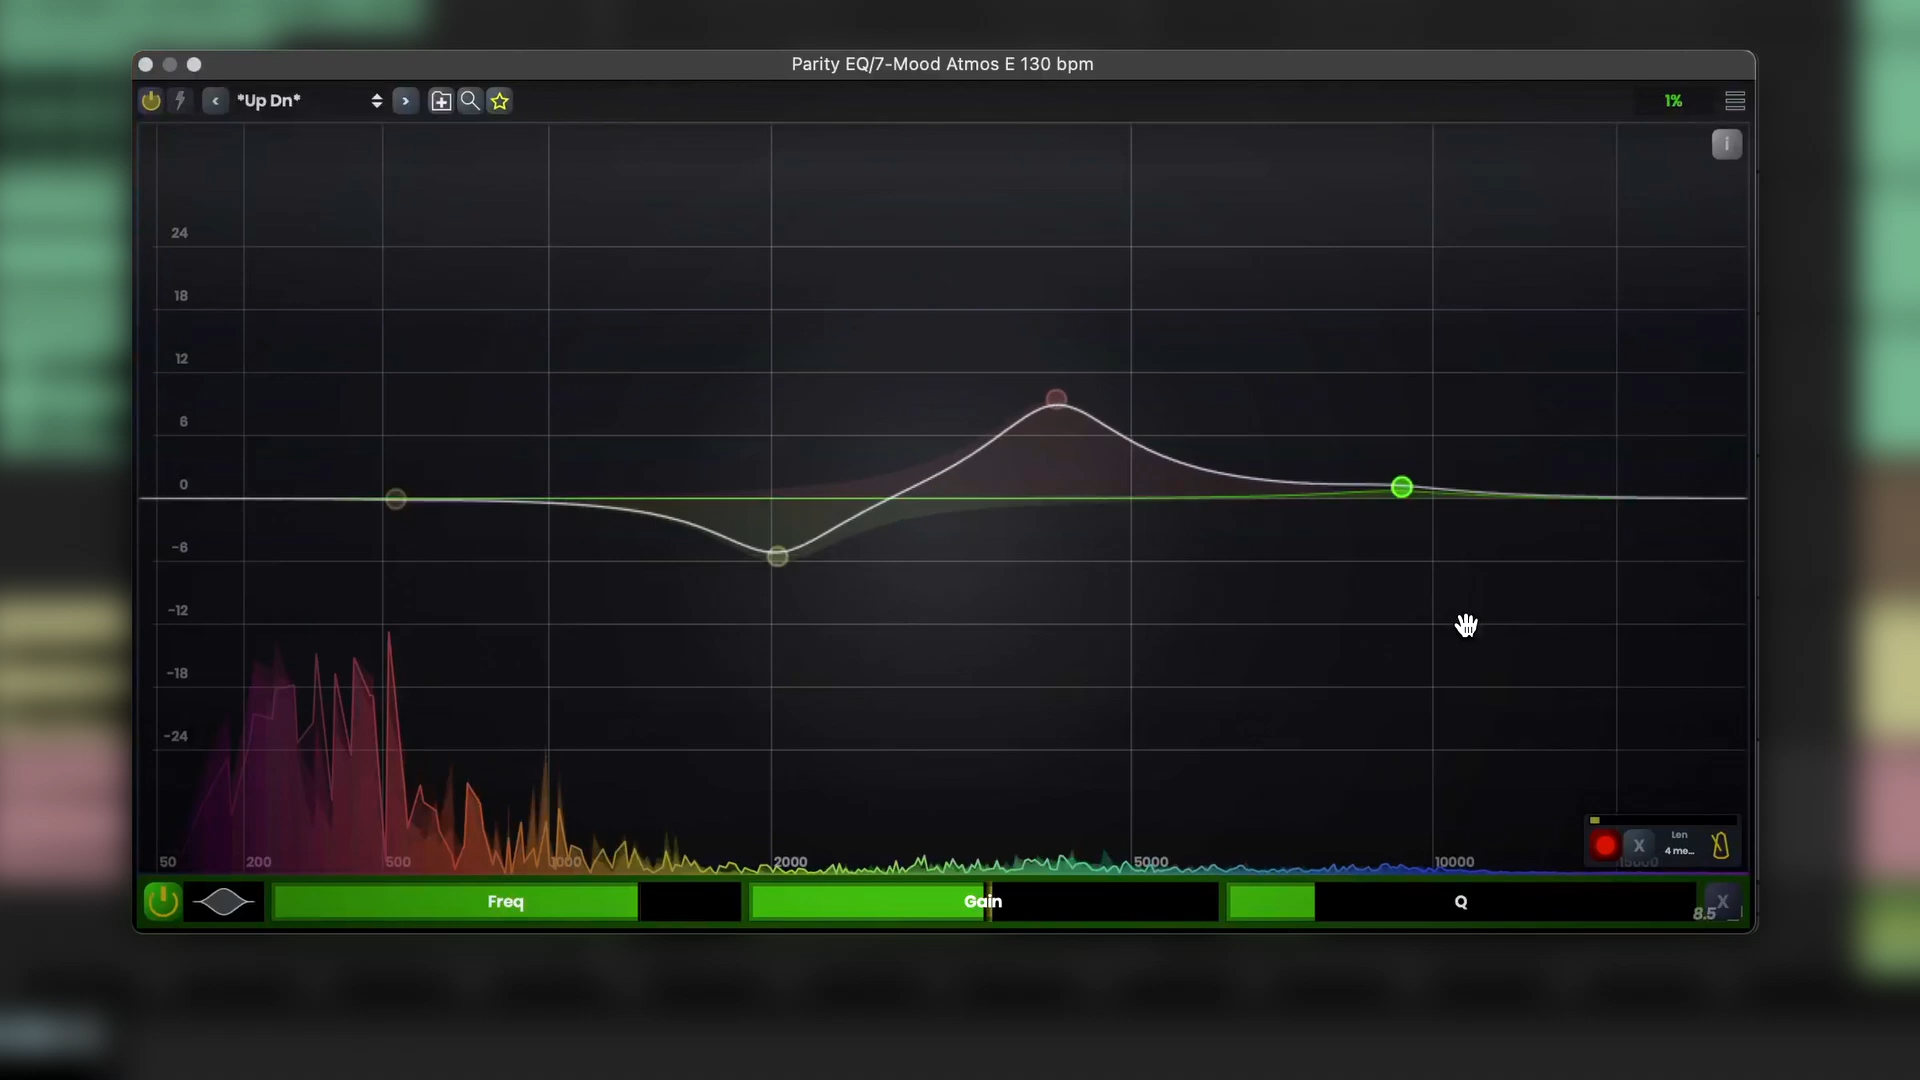 Parity EQ/7-Mood Atmos E 130 bpm
*Up Dn*
1%
i
24
18
12
6
0
-6
-12
-18
-24
Len
4 me...
X
50 200 500 1000 2000 5000 10000 15000
Freq Gain Q X
8.5